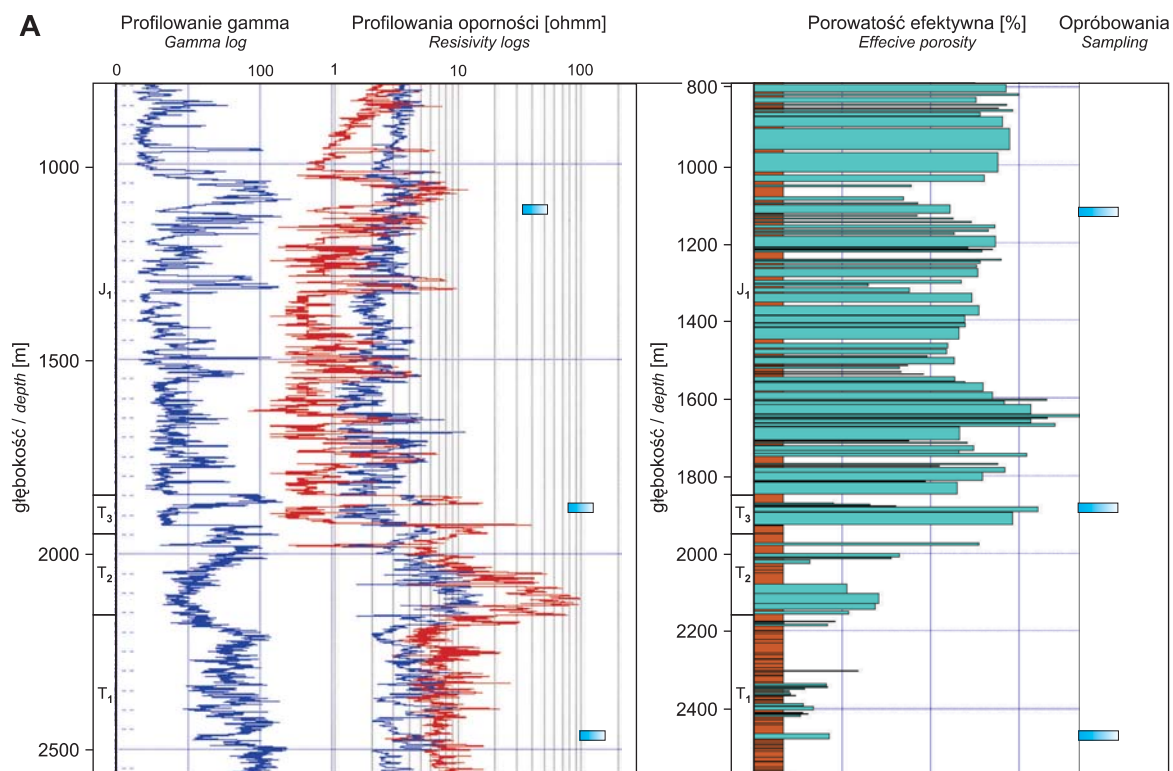 A
Profilowanie gamma
Gamma log
Profilowania oporności [ohmm]
Resisivity logs
Porowatość efektywna [%]
Effecive porosity
Opróbowania
Sampling
0 100 1 10 100
głębokość / depth [m]
1000
1500
2000
2500
J1
T3
T2
T1
głębokość / depth [m]
800
1000
1200
1400
1600
1800
2000
2200
2400
J1
T3
T2
T1